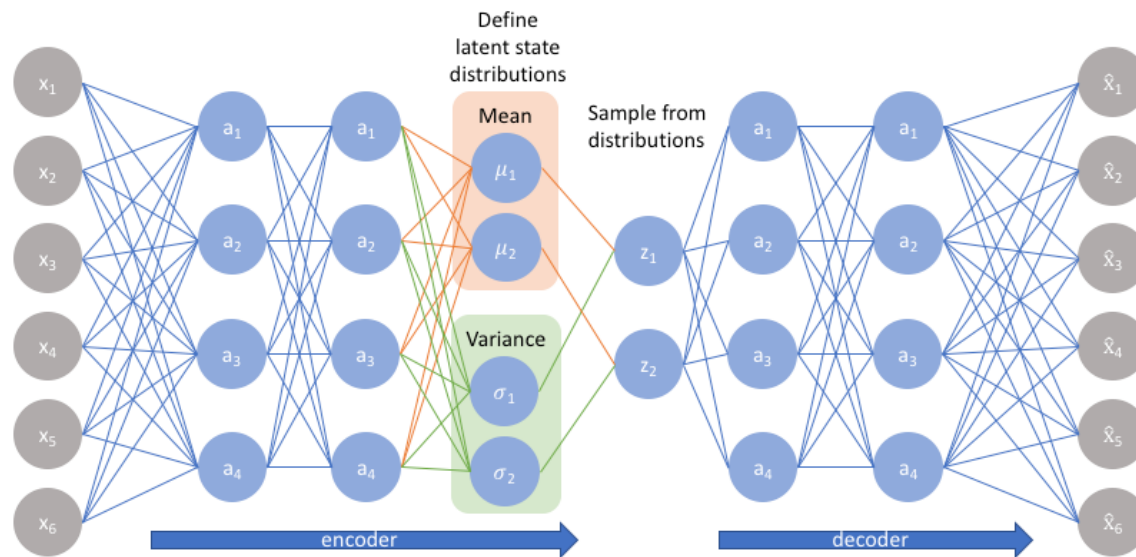 Define
latent state
distributions
Mean
Sample from
distributions
Variance
x₁
x₂
x₃
x₄
x₅
x₆
a₁
a₂
a₃
a₄
a₁
a₂
a₃
a₄
μ₁
μ₂
σ₁
σ₂
z₁
z₂
a₁
a₂
a₃
a₄
a₁
a₂
a₃
a₄
x̂₁
x̂₂
x̂₃
x̂₄
x̂₅
x̂₆
encoder
decoder